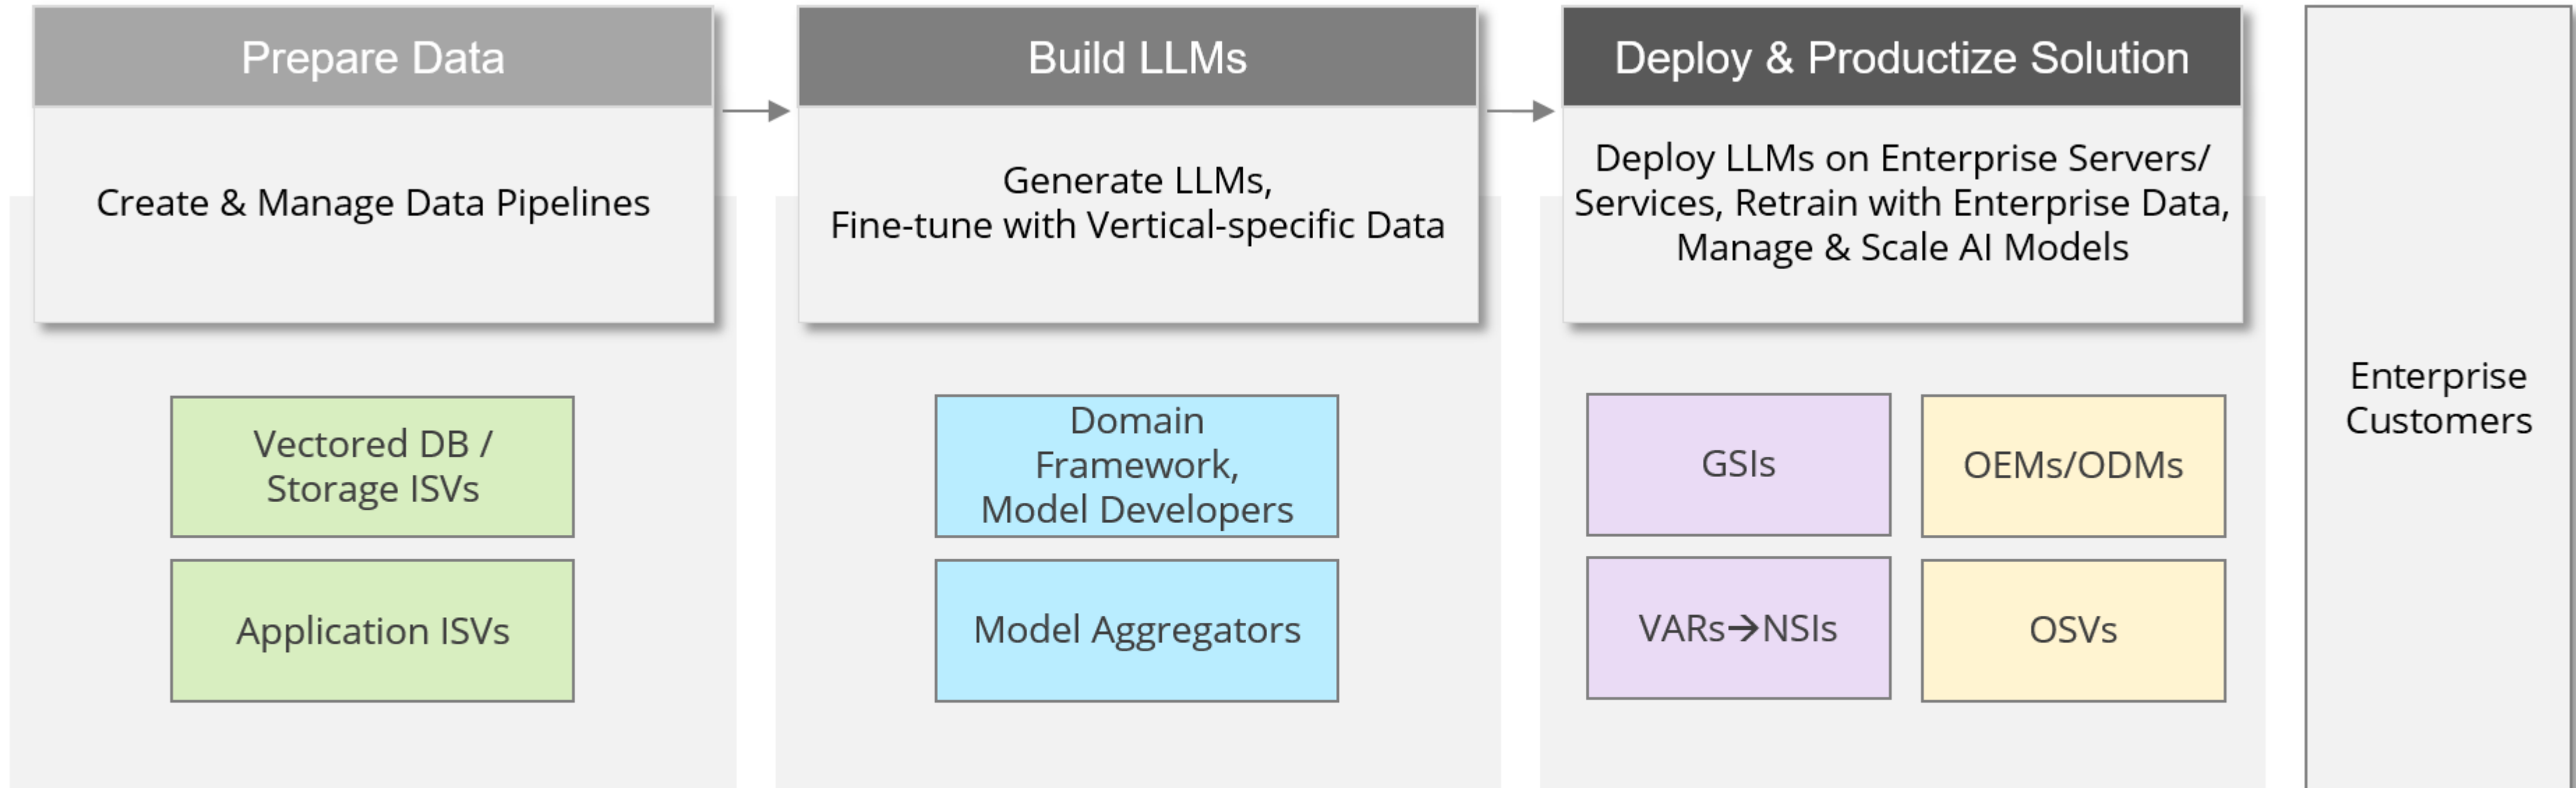 Prepare Data
Create & Manage Data Pipelines
Vectored DB /
Storage ISVs
Application ISVs
Build LLMs
Generate LLMs,
Fine-tune with Vertical-specific Data
Domain
Framework,
Model Developers
Model Aggregators
Deploy & Productize Solution
Deploy LLMs on Enterprise Servers/
Services, Retrain with Enterprise Data,
Manage & Scale AI Models
GSIs
OEMs/ODMs
VARs→NSIs
OSVs
Enterprise
Customers